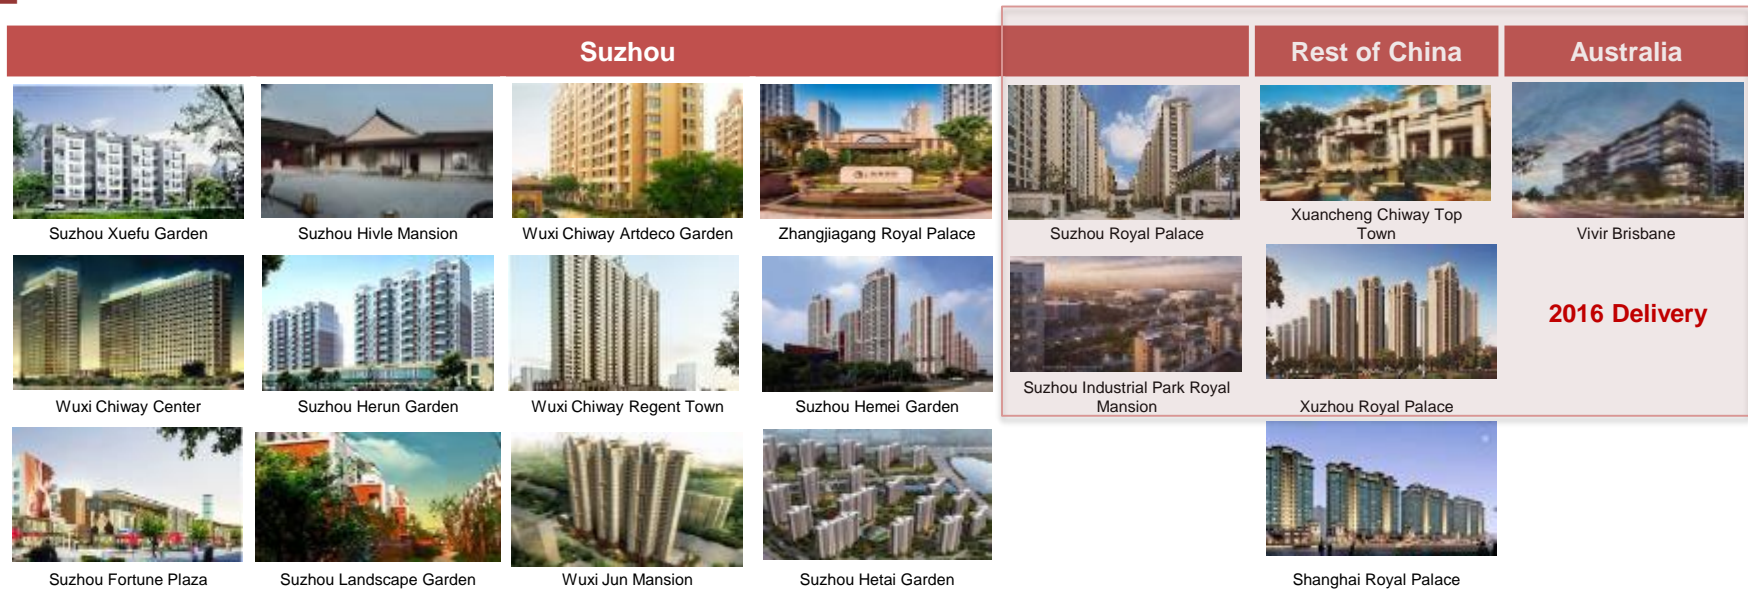 Suzhou
Rest of China
Australia
Suzhou Xuefu Garden
Suzhou Hivle Mansion
Wuxi Chiway Artdeco Garden
Zhangjiagang Royal Palace
Suzhou Royal Palace
Xuancheng Chiway Top
Town
Vivir Brisbane
2016 Delivery
Wuxi Chiway Center
Suzhou Herun Garden
Wuxi Chiway Regent Town
Suzhou Hemei Garden
Suzhou Industrial Park Royal
Mansion
Xuzhou Royal Palace
Suzhou Fortune Plaza
Suzhou Landscape Garden
Wuxi Jun Mansion
Suzhou Hetai Garden
Shanghai Royal Palace